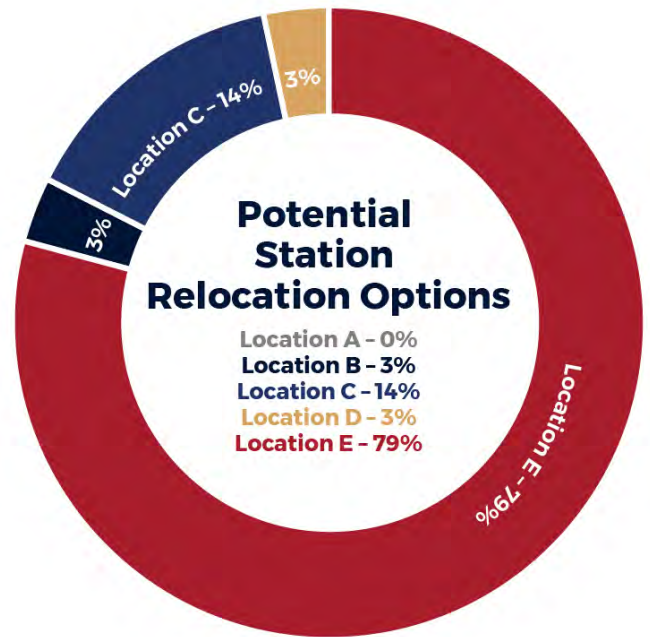 3%
Location C – 14%
3%
Potential
Station
Relocation Options
Location A – 0%
Location B – 3%
Location C – 14%
Location D – 3%
Location E – 79%
Location E – 79%